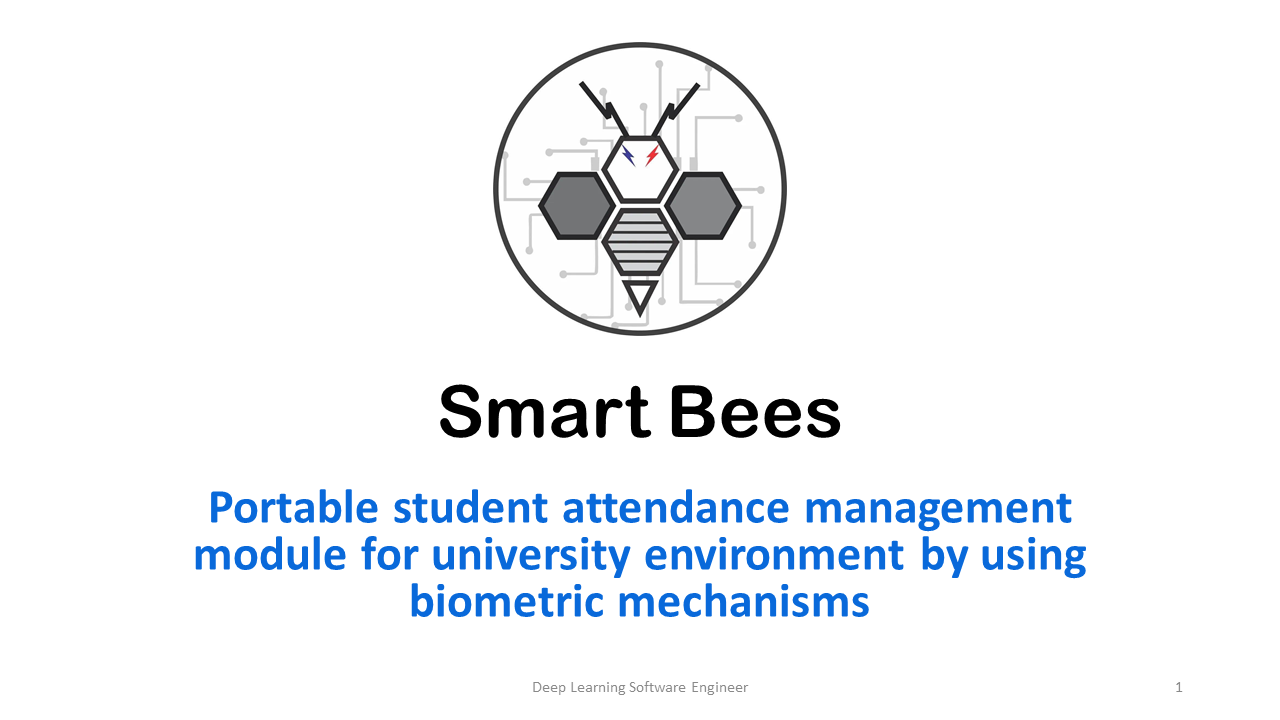 Smart Bees
Portable student attendance management
module for university environment by using
biometric mechanisms
Deep Learning Software Engineer
1